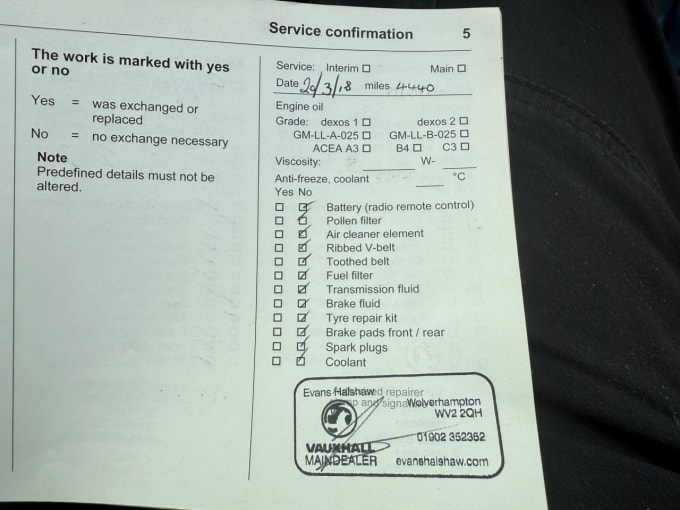 Service confirmation 5
The work is marked with yes
or no
Yes = was exchanged or
replaced
No = no exchange necessary
Note
Predefined details must not be
altered.
Service: Interim ☐ Main ☐
Date 20/3/18 miles 4440
Engine oil
Grade: dexos 1 ☐ dexos 2 ☐
GM-LL-A-025 ☐ GM-LL-B-025 ☐
ACEA A3 ☐ B4 ☐ C3 ☐
Viscosity: W-
Anti-freeze, coolant °C
Yes No
Battery (radio remote control)
Pollen filter
Air cleaner element
Ribbed V-belt
Toothed belt
Fuel filter
Transmission fluid
Brake fluid
Tyre repair kit
Brake pads front / rear
Spark plugs
Coolant
Evans Halshaw repairer
Wolverhampton
WV2 2QH
01902 352352
VAUXHALL
MAINDEALER evanshalshaw.com